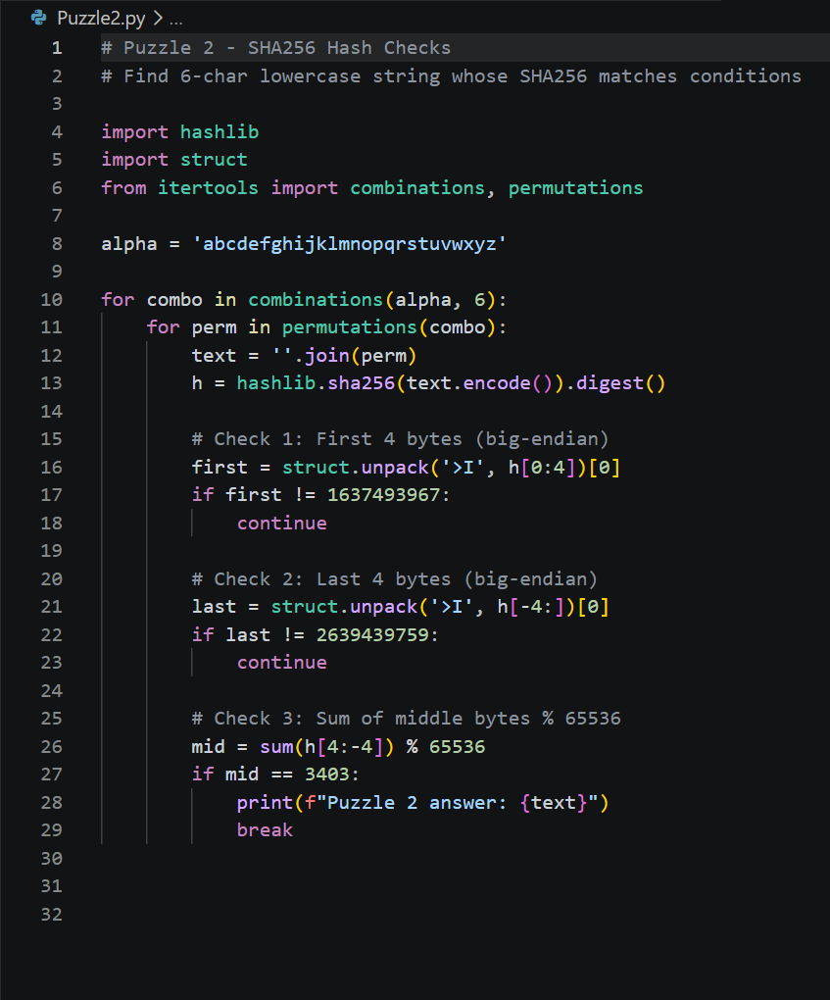 Puzzle2.py > ...
1 # Puzzle 2 - SHA256 Hash Checks
2 # Find 6-char lowercase string whose SHA256 matches conditions
3
4 import hashlib
5 import struct
6 from itertools import combinations, permutations
7
8 alpha = 'abcdefghijklmnopqrstuvwxyz'
9
10 for combo in combinations(alpha, 6):
11     for perm in permutations(combo):
12         text = ''.join(perm)
13         h = hashlib.sha256(text.encode()).digest()
14
15         # Check 1: First 4 bytes (big-endian)
16         first = struct.unpack('>I', h[0:4])[0]
17         if first != 1637493967:
18             continue
19
20         # Check 2: Last 4 bytes (big-endian)
21         last = struct.unpack('>I', h[-4:])[0]
22         if last != 2639439759:
23             continue
24
25         # Check 3: Sum of middle bytes % 65536
26         mid = sum(h[4:-4]) % 65536
27         if mid == 3403:
28             print(f"Puzzle 2 answer: {text}")
29             break
30
31
32